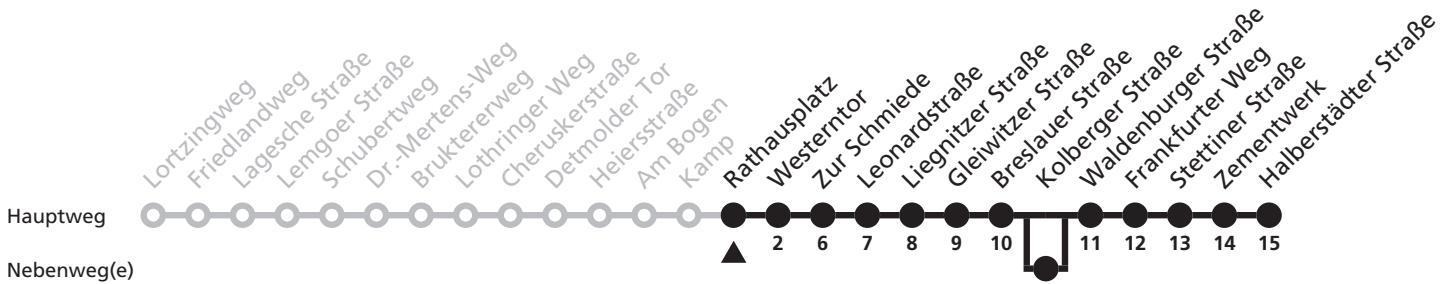 Lortzingweg
Friedlandweg
Lagesche Straße
Lemgoer Straße
Schubertweg
Dr.-Mertens-Weg
Bruktererweg
Lothringer Weg
Cheruskerstraße
Detmolder Tor
Heiersstraße
Am Bogen
Kamp
Rathausplatz
Westerntor
Zur Schmiede
Leonardstraße
Liegnitzer Straße
Gleiwitzer Straße
Breslauer Straße
Kolberger Straße
Waldenburger Straße
Frankfurter Weg
Stettiner Straße
Zementwerk
Halberstädter Straße
Hauptweg
2 6 7 8 9 10 11 12 13 14 15
Nebenweg(e)